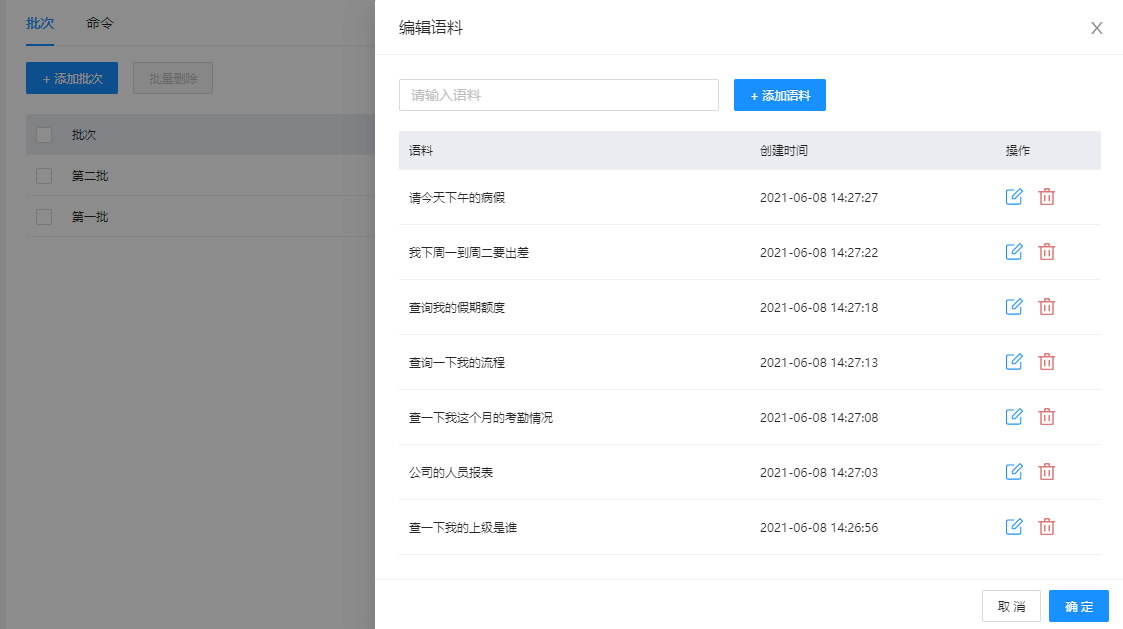 批次 命令
+ 添加批次 批量删除
批次
第二批
第一批
编辑语料 X
请输入语料 + 添加语料
语料 创建时间 操作
请今天下午的病假 2021-06-08 14:27:27
我下周一到周二要出差 2021-06-08 14:27:22
查询我的假期额度 2021-06-08 14:27:18
查询一下我的流程 2021-06-08 14:27:13
查一下我这个月的考勤情况 2021-06-08 14:27:08
公司的人员报表 2021-06-08 14:27:03
查一下我的上级是谁 2021-06-08 14:26:56
取 消 确 定